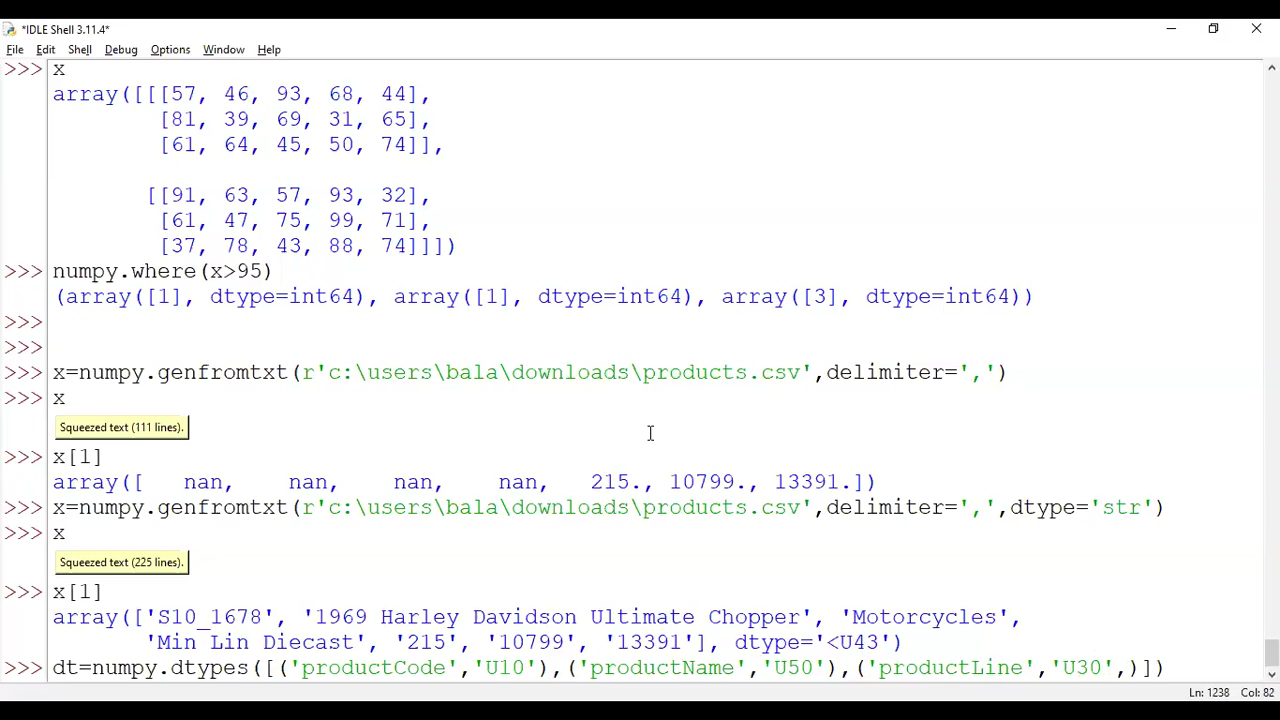 *IDLE Shell 3.11.4*
File Edit Shell Debug Options Window Help
>>> x
array([[[57, 46, 93, 68, 44],
[81, 39, 69, 31, 65],
[61, 64, 45, 50, 74]],
[[91, 63, 57, 93, 32],
[61, 47, 75, 99, 71],
[37, 78, 43, 88, 74]]])
>>> numpy.where(x>95)
(array([1], dtype=int64), array([1], dtype=int64), array([3], dtype=int64))
>>>
>>>
>>> x=numpy.genfromtxt(r'c:\users\bala\downloads\products.csv',delimiter=',')
>>> x
Squeezed text (111 lines).
>>> x[1]
array([   nan,     nan,     nan,     nan,   215., 10799., 13391.])
>>> x=numpy.genfromtxt(r'c:\users\bala\downloads\products.csv',delimiter=',',dtype='str')
>>> x
Squeezed text (225 lines).
>>> x[1]
array(['S10_1678', '1969 Harley Davidson Ultimate Chopper', 'Motorcycles',
'Min Lin Diecast', '215', '10799', '13391'], dtype='<U43')
>>> dt=numpy.dtypes([('productCode','U10'),('productName','U50'),('productLine','U30',)])
Ln: 1238 Col: 82